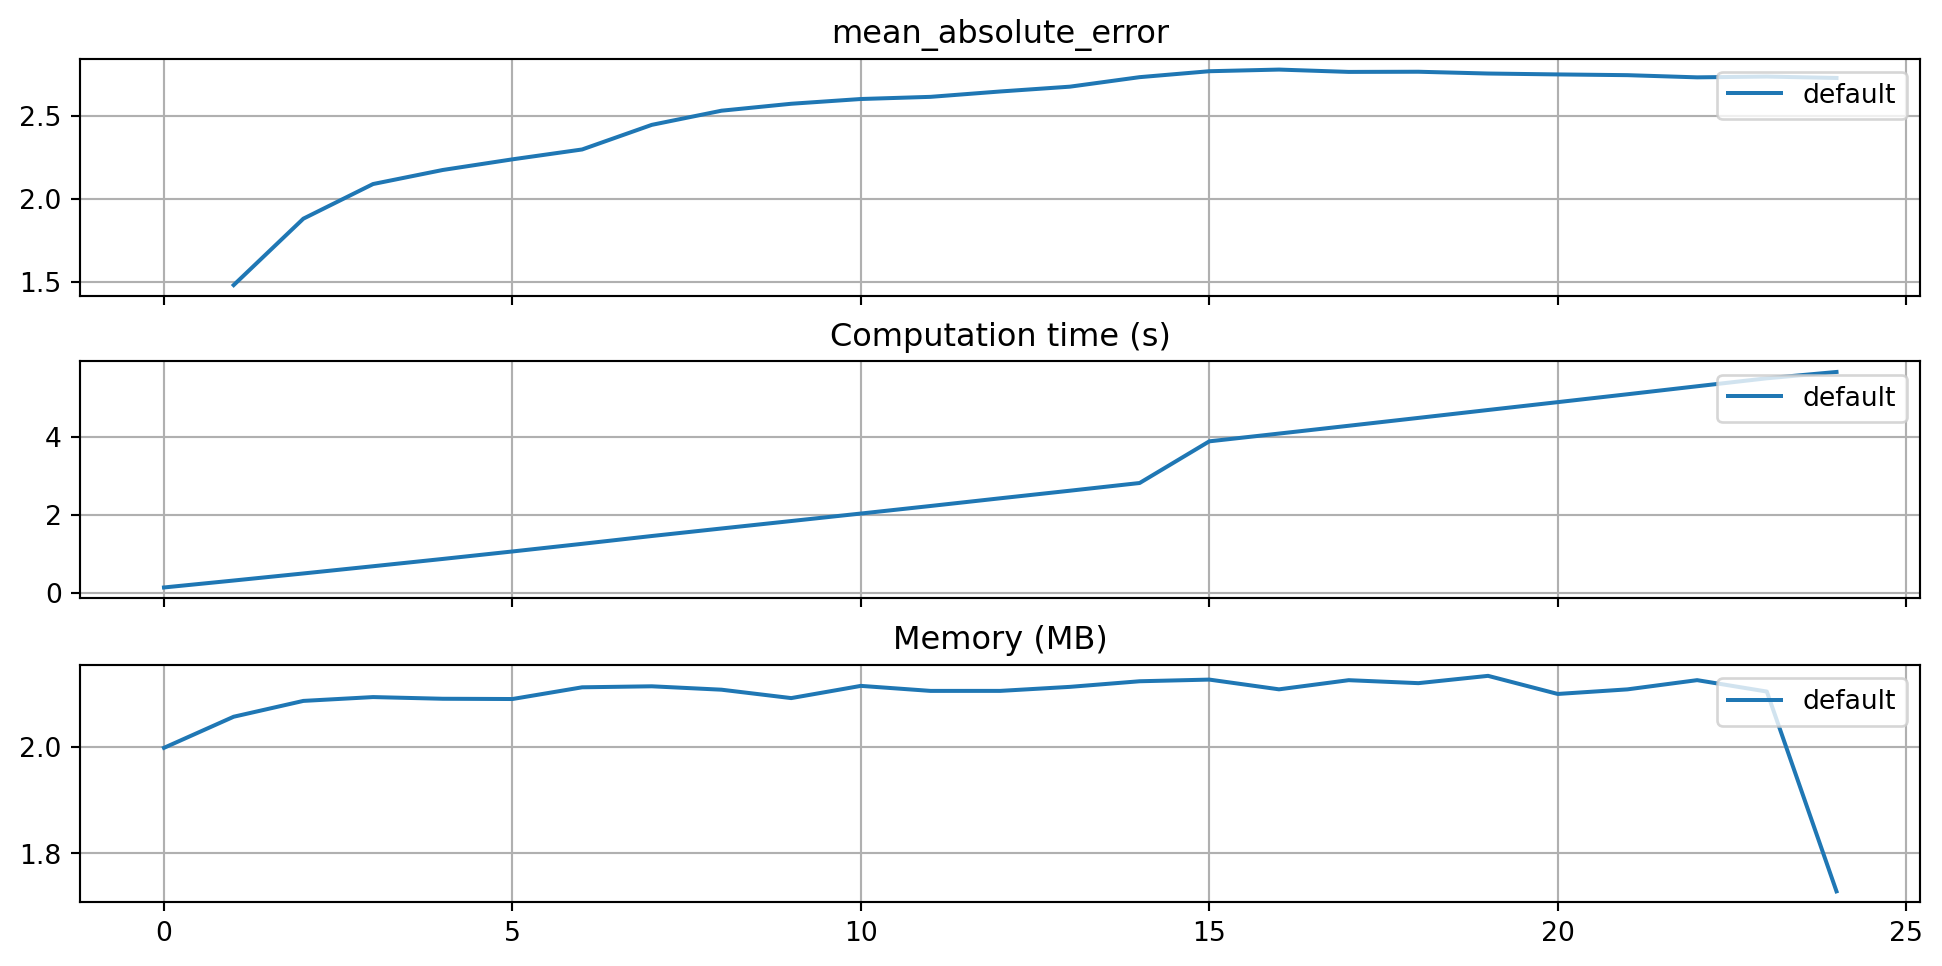 mean_absolute_error
2.5
2.0
1.5
default
Computation time (s)
4
2
0
default
Memory (MB)
2.0
1.8
default
0 5 10 15 20 25